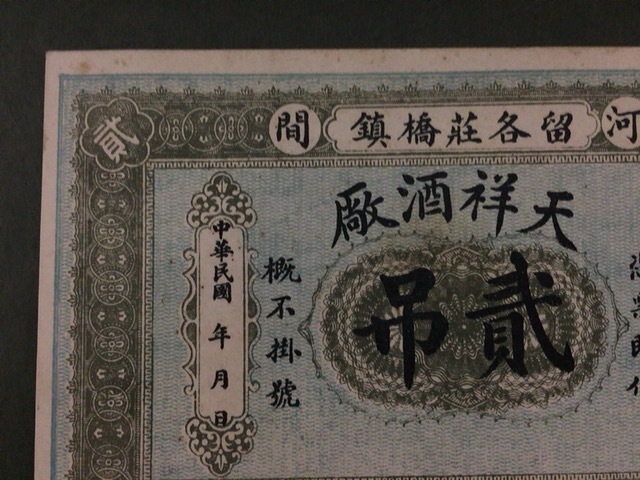 河 留各莊橋鎮 間
貳
天祥酒廠
貳吊
概不掛號
中華民國 年 月 日